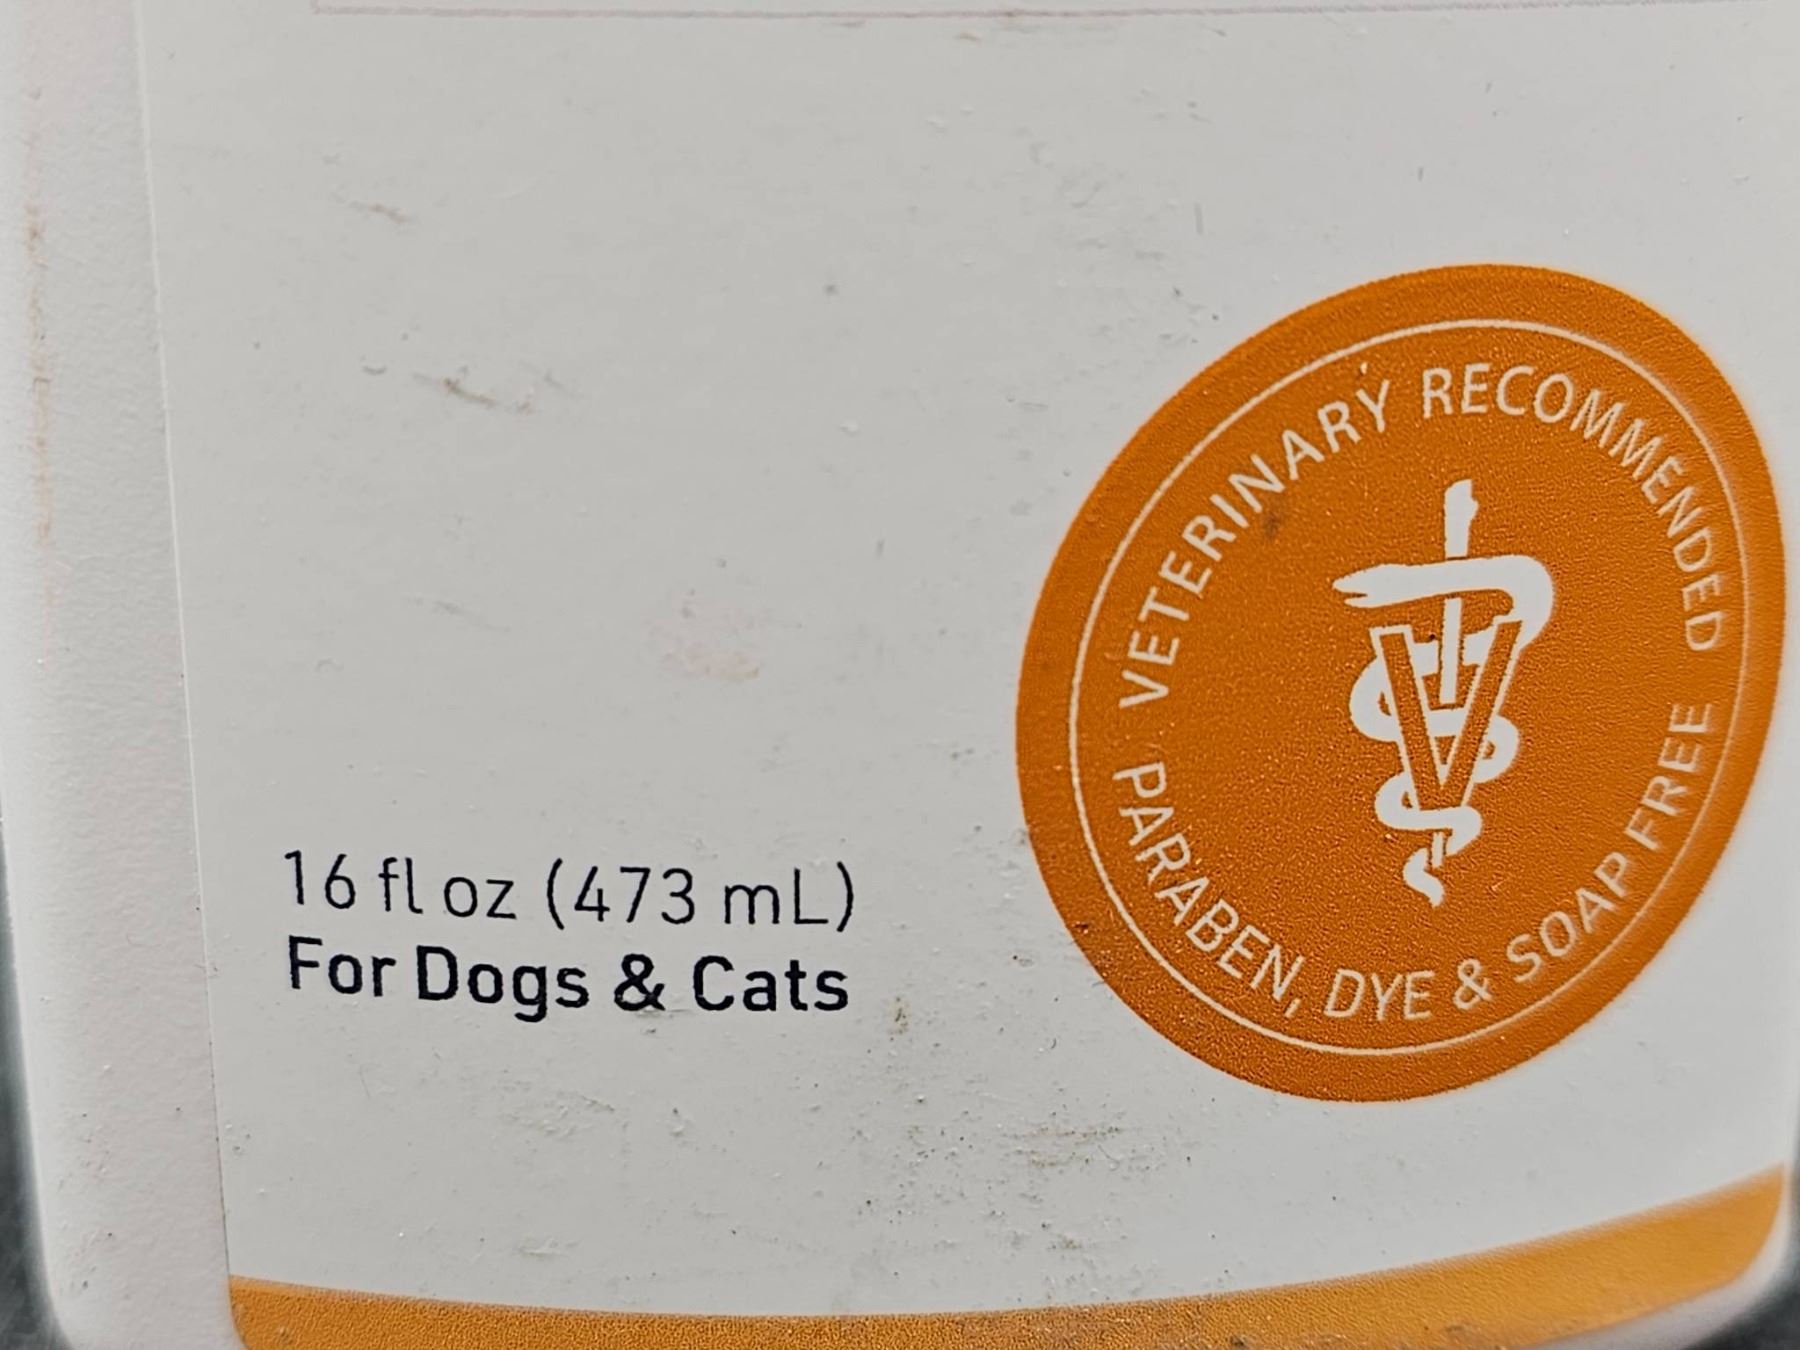 16 fl oz (473 mL)
For Dogs & Cats
VETERINARY RECOMMENDED
V
PARABEN, DYE & SOAP FREE